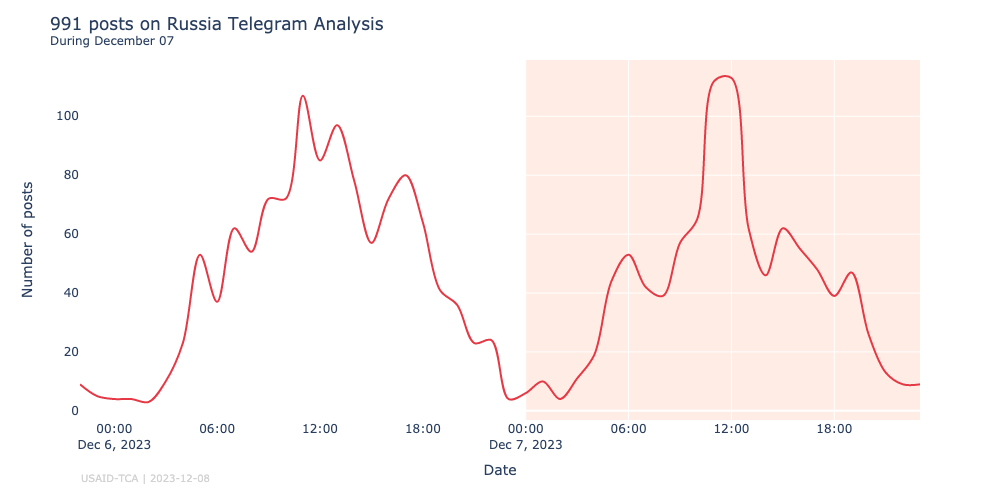 991 posts on Russia Telegram Analysis
During December 07
Number of posts
100
80
60
40
20
0
00:00 06:00 12:00 18:00 00:00 06:00 12:00 18:00
Dec 6, 2023 Dec 7, 2023
Date
USAID-TCA | 2023-12-08